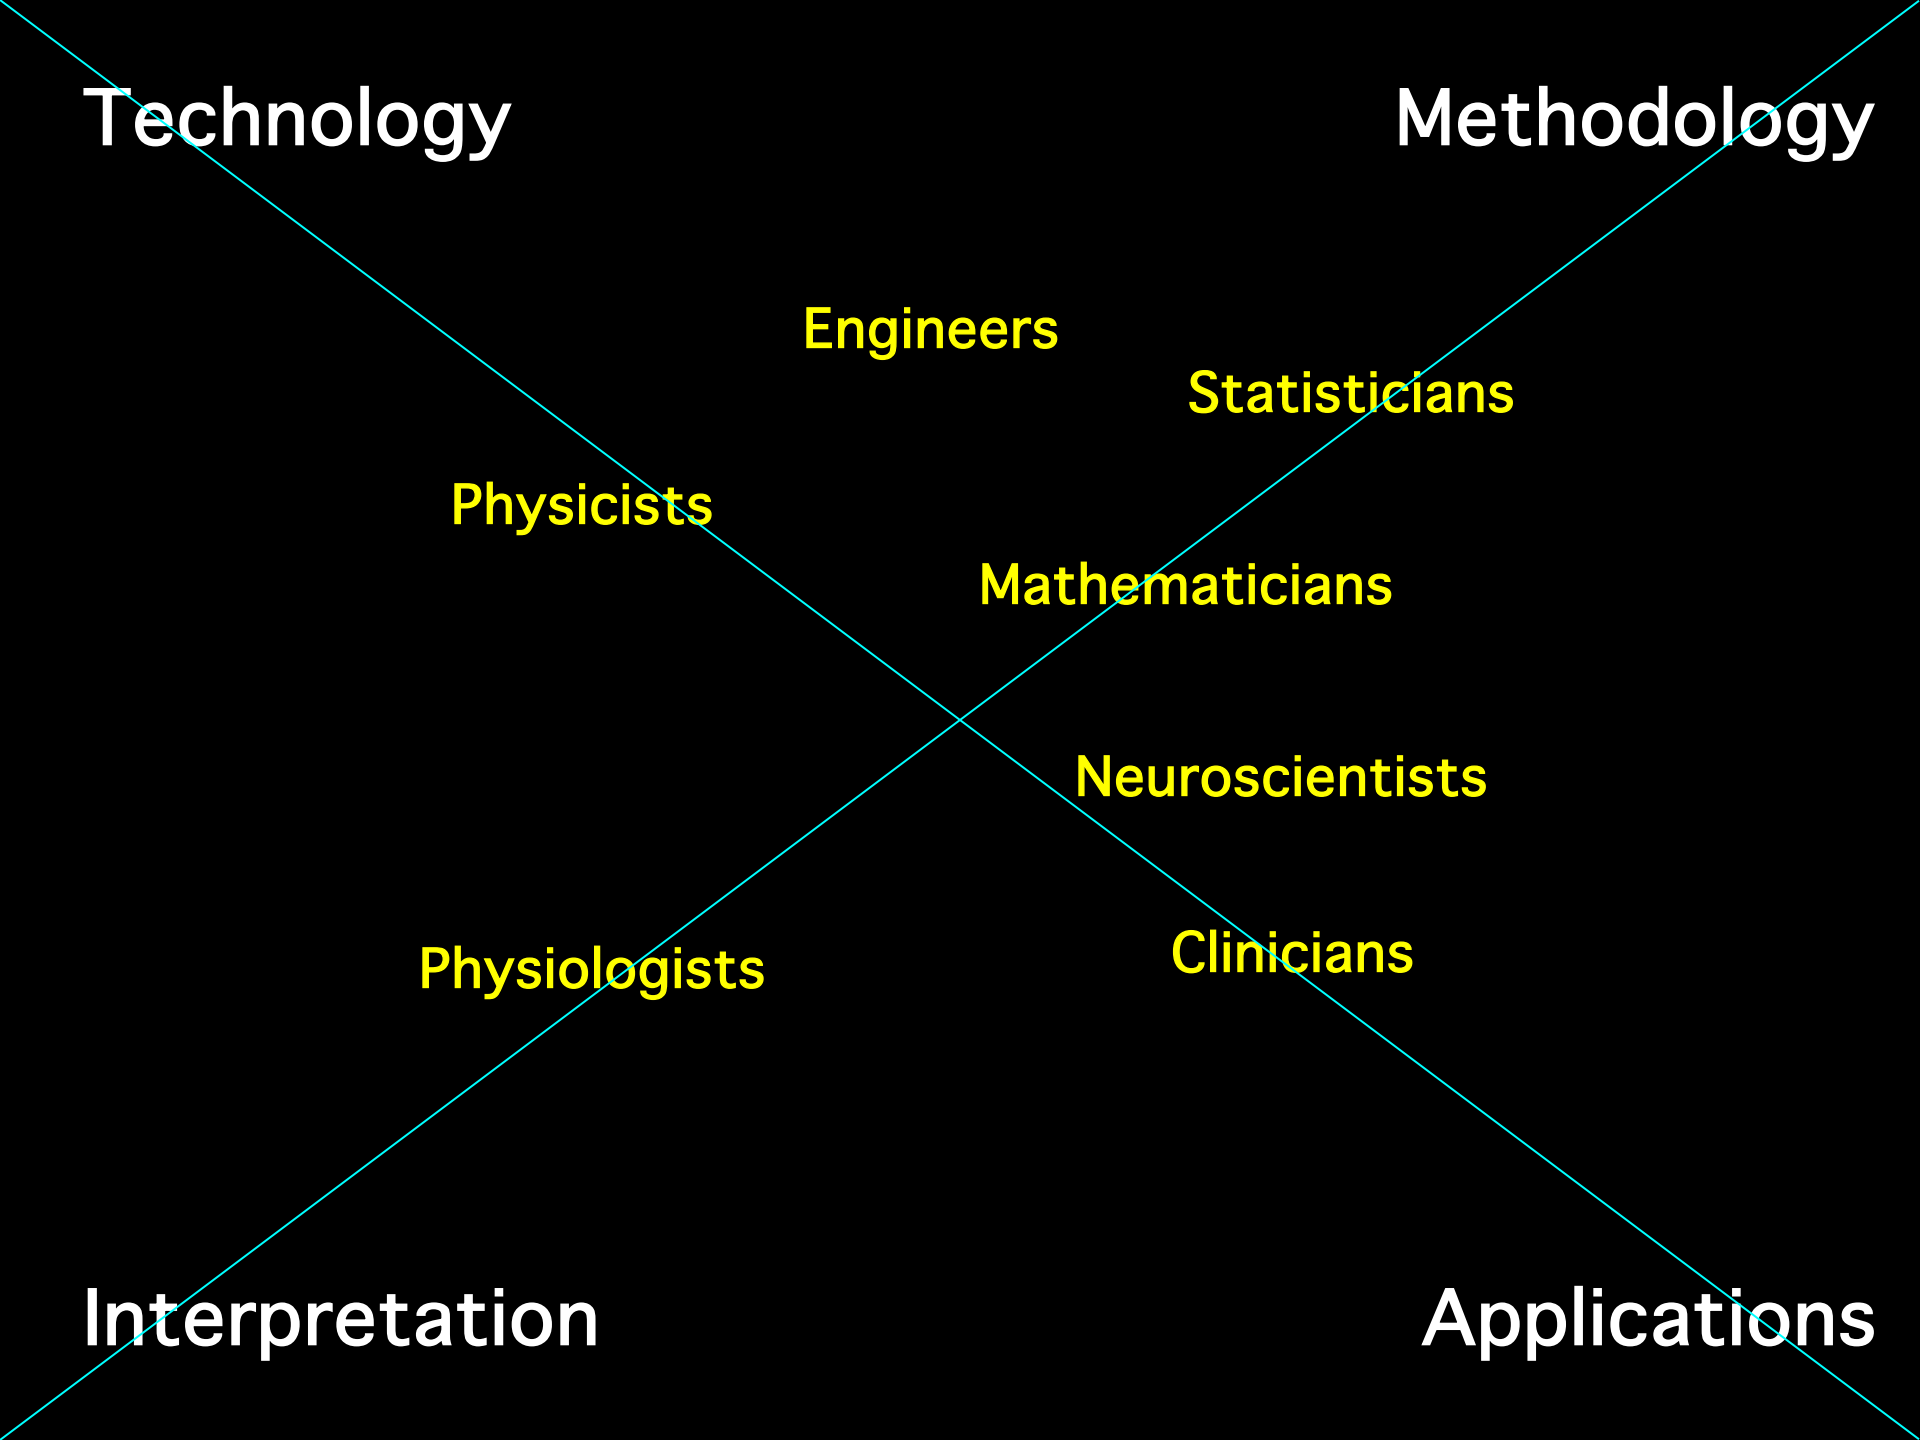 Technology
Methodology
Engineers
Statisticians
Physicists
Mathematicians
Neuroscientists
Clinicians
Physiologists
Interpretation
Applications